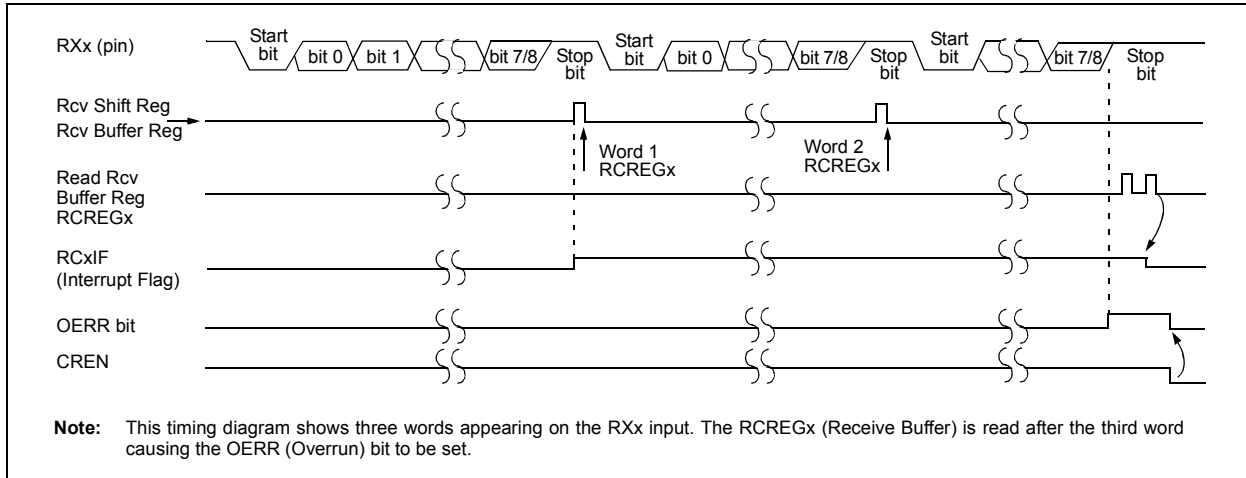 RXx (pin)
Start bit
bit 0
bit 1
bit 7/8
Stop bit
Start bit
bit 0
bit 7/8
Stop bit
Start bit
bit 7/8
Stop bit
Rcv Shift Reg
Rcv Buffer Reg
Word 1
RCREGx
Word 2
RCREGx
Read Rcv
Buffer Reg
RCREGx
RCxIF
(Interrupt Flag)
OERR bit
CREN
Note: This timing diagram shows three words appearing on the RXx input. The RCREGx (Receive Buffer) is read after the third word
causing the OERR (Overrun) bit to be set.